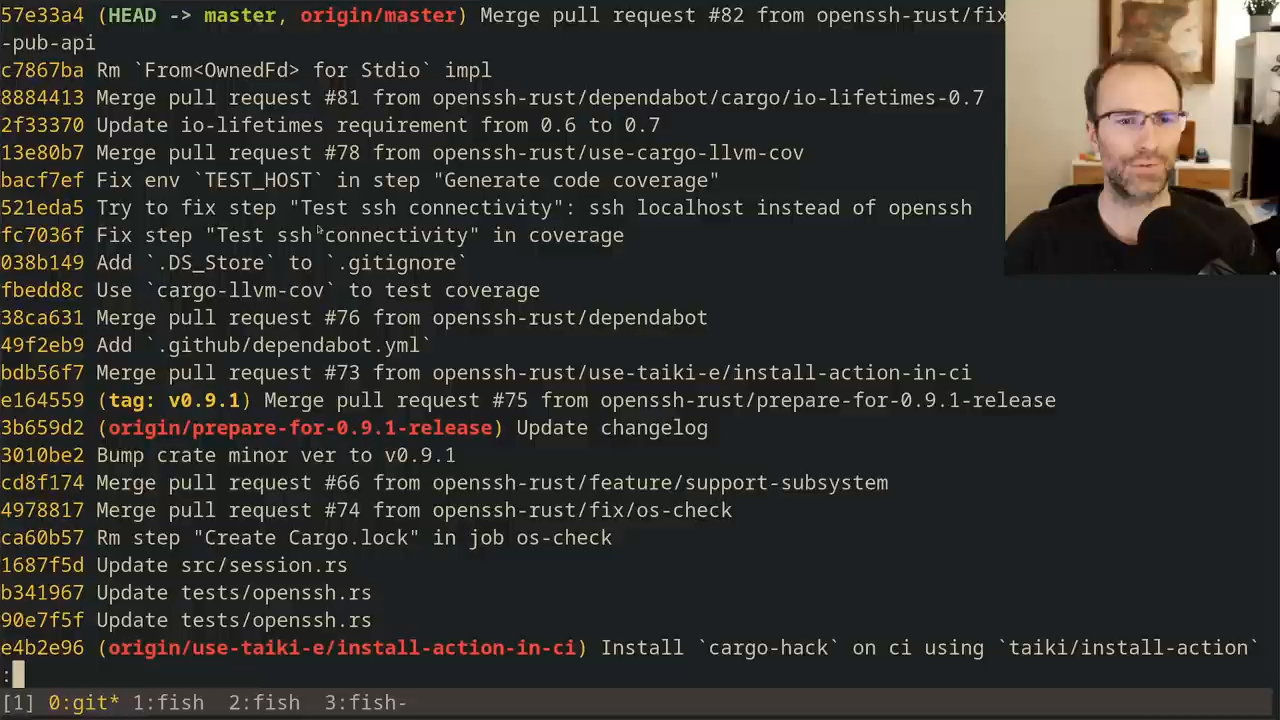 57e33a4 (HEAD -> master, origin/master) Merge pull request #82 from openssh-rust/fix
-pub-api
c7867ba Rm `From<OwnedFd> for Stdio` impl
8884413 Merge pull request #81 from openssh-rust/dependabot/cargo/io-lifetimes-0.7
2f33370 Update io-lifetimes requirement from 0.6 to 0.7
13e80b7 Merge pull request #78 from openssh-rust/use-cargo-llvm-cov
bacf7ef Fix env `TEST_HOST` in step "Generate code coverage"
521eda5 Try to fix step "Test ssh connectivity": ssh localhost instead of openssh
fc7036f Fix step "Test ssh connectivity" in coverage
038b149 Add `.DS_Store` to `.gitignore`
fbedd8c Use `cargo-llvm-cov` to test coverage
38ca631 Merge pull request #76 from openssh-rust/dependabot
49f2eb9 Add `.github/dependabot.yml`
bdb56f7 Merge pull request #73 from openssh-rust/use-taiki-e/install-action-in-ci
e164559 (tag: v0.9.1) Merge pull request #75 from openssh-rust/prepare-for-0.9.1-release
3b659d2 (origin/prepare-for-0.9.1-release) Update changelog
3010be2 Bump crate minor ver to v0.9.1
cd8f174 Merge pull request #66 from openssh-rust/feature/support-subsystem
4978817 Merge pull request #74 from openssh-rust/fix/os-check
ca60b57 Rm step "Create Cargo.lock" in job os-check
1687f5d Update src/session.rs
b341967 Update tests/openssh.rs
90e7f5f Update tests/openssh.rs
e4b2e96 (origin/use-taiki-e/install-action-in-ci) Install `cargo-hack` on ci using `taiki/install-action`
:
[1] 0:git* 1:fish 2:fish 3:fish-